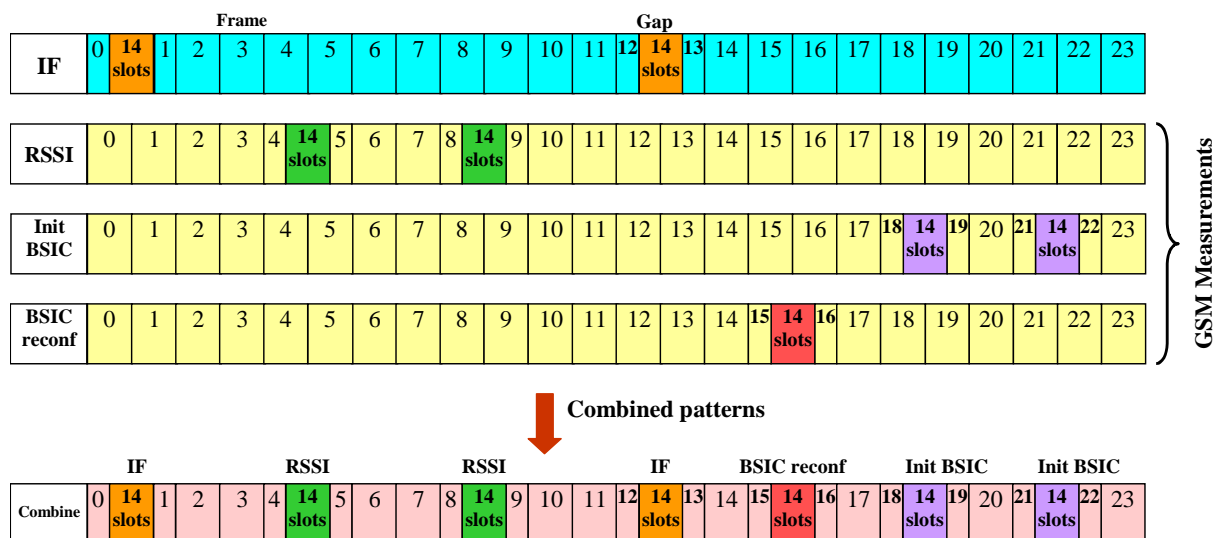 Frame Gap
IF 0 14 slots 1 2 3 4 5 6 7 8 9 10 11 12 14 slots 13 14 15 16 17 18 19 20 21 22 23
RSSI 0 1 2 3 4 14 slots 5 6 7 8 14 slots 9 10 11 12 13 14 15 16 17 18 19 20 21 22 23
Init BSIC 0 1 2 3 4 5 6 7 8 9 10 11 12 13 14 15 16 17 18 14 slots 19 20 21 14 slots 22 23
BSIC reconf 0 1 2 3 4 5 6 7 8 9 10 11 12 13 14 15 14 slots 16 17 18 19 20 21 22 23
GSM Measurements
Combined patterns
IF RSSI RSSI IF BSIC reconf Init BSIC Init BSIC
Combine 0 14 slots 1 2 3 4 14 slots 5 6 7 8 14 slots 9 10 11 12 14 slots 13 14 15 14 slots 16 17 18 14 slots 19 20 21 14 slots 22 23